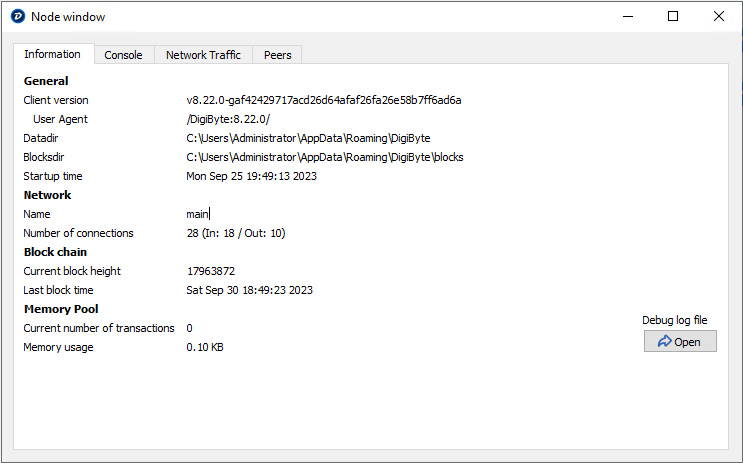 Node window
Information Console Network Traffic Peers
General
Client version v8.22.0-gaf42429717acd26d64afaf26fa26e58b7ff6ad6a
User Agent /DigiByte:8.22.0/
Datadir C:\Users\Administrator\AppData\Roaming\DigiByte
Blocksdir C:\Users\Administrator\AppData\Roaming\DigiByte\blocks
Startup time Mon Sep 25 19:49:13 2023
Network
Name main
Number of connections 28 (In: 18 / Out: 10)
Block chain
Current block height 17963872
Last block time Sat Sep 30 18:49:23 2023
Memory Pool
Current number of transactions 0
Memory usage 0.10 KB
Debug log file
Open